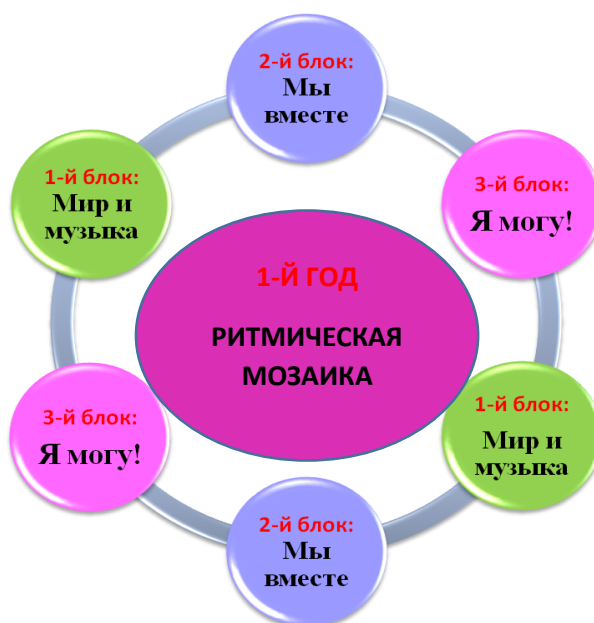 2-й блок:
Мы
вместе
1-й блок:
Мир и
музыка
3-й блок:
Я могу!
1-Й ГОД
РИТМИЧЕСКАЯ
МОЗАИКА
3-й блок:
Я могу!
1-й блок:
Мир и
музыка
2-й блок:
Мы
вместе